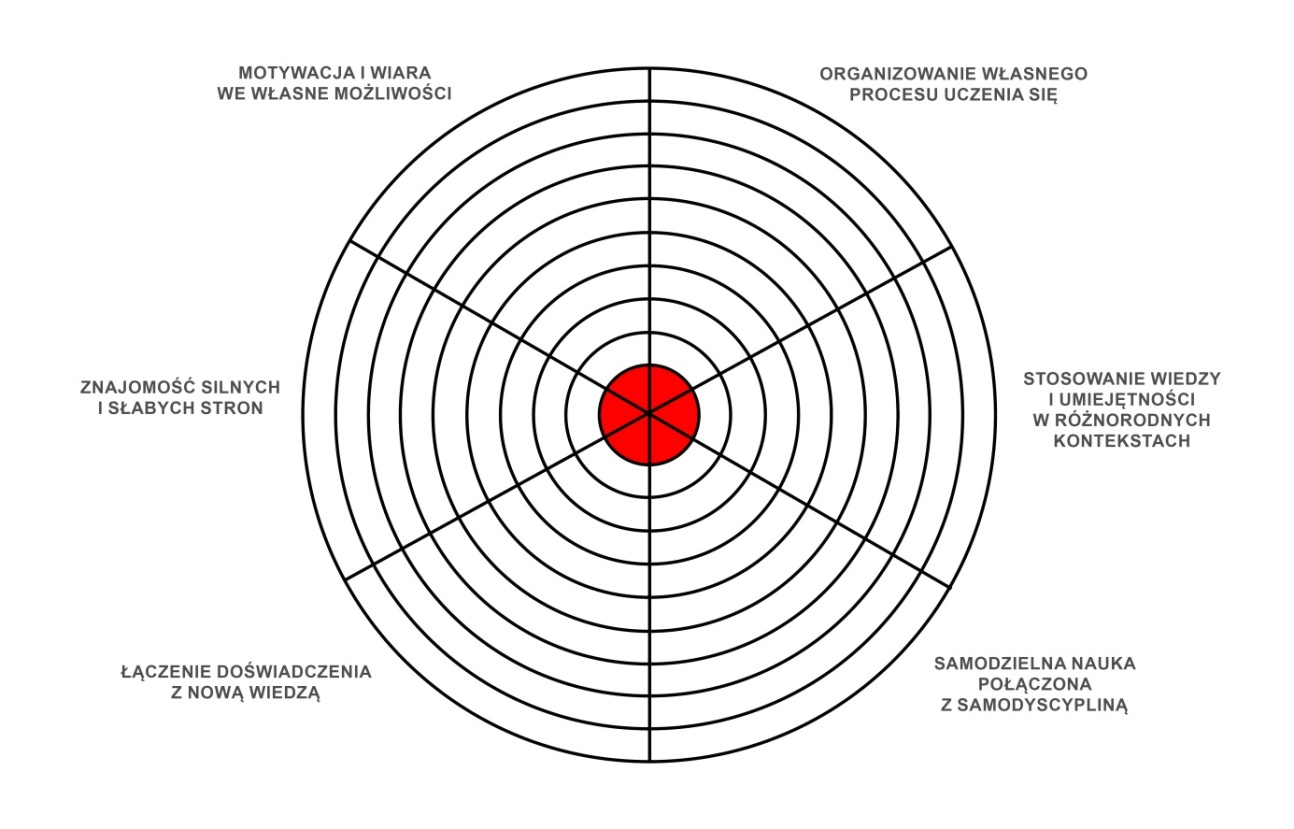 MOTYWACJA I WIARA
WE WŁASNE MOŻLIWOŚCI
ORGANIZOWANIE WŁASNEGO
PROCESU UCZENIA SIĘ
ZNAJOMOŚĆ SILNYCH
I SŁABYCH STRON
STOSOWANIE WIEDZY
I UMIEJĘTNOŚCI
W RÓŻNORODNYCH
KONTEKSTACH
ŁĄCZENIE DOŚWIADCZENIA
Z NOWĄ WIEDZĄ
SAMODZIELNA NAUKA
POŁĄCZONA
Z SAMODYSCYPLINĄ